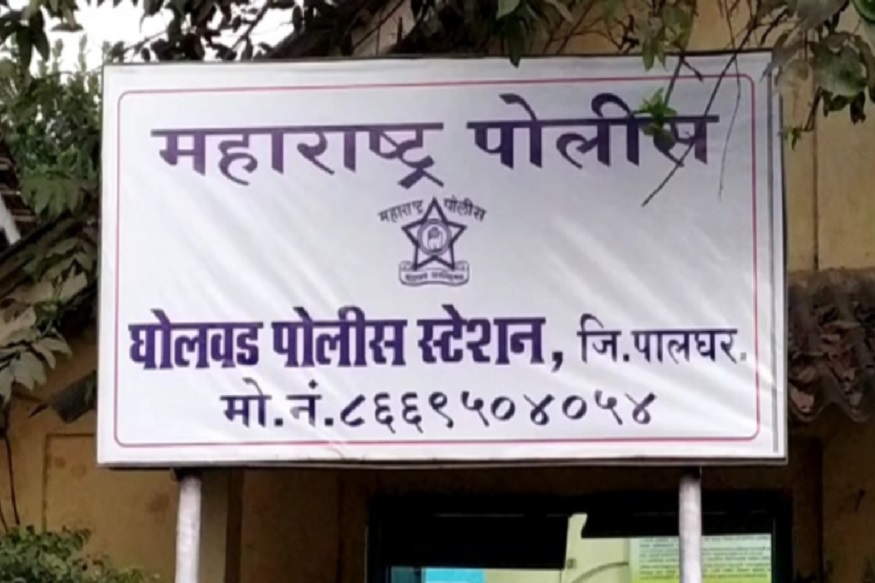 महाराष्ट्र पोलीस
महाराष्ट्र पोलीस
घोलवड पोलीस स्टेशन, जि.पालघर.
मो.नं.८६६९५०४०५४